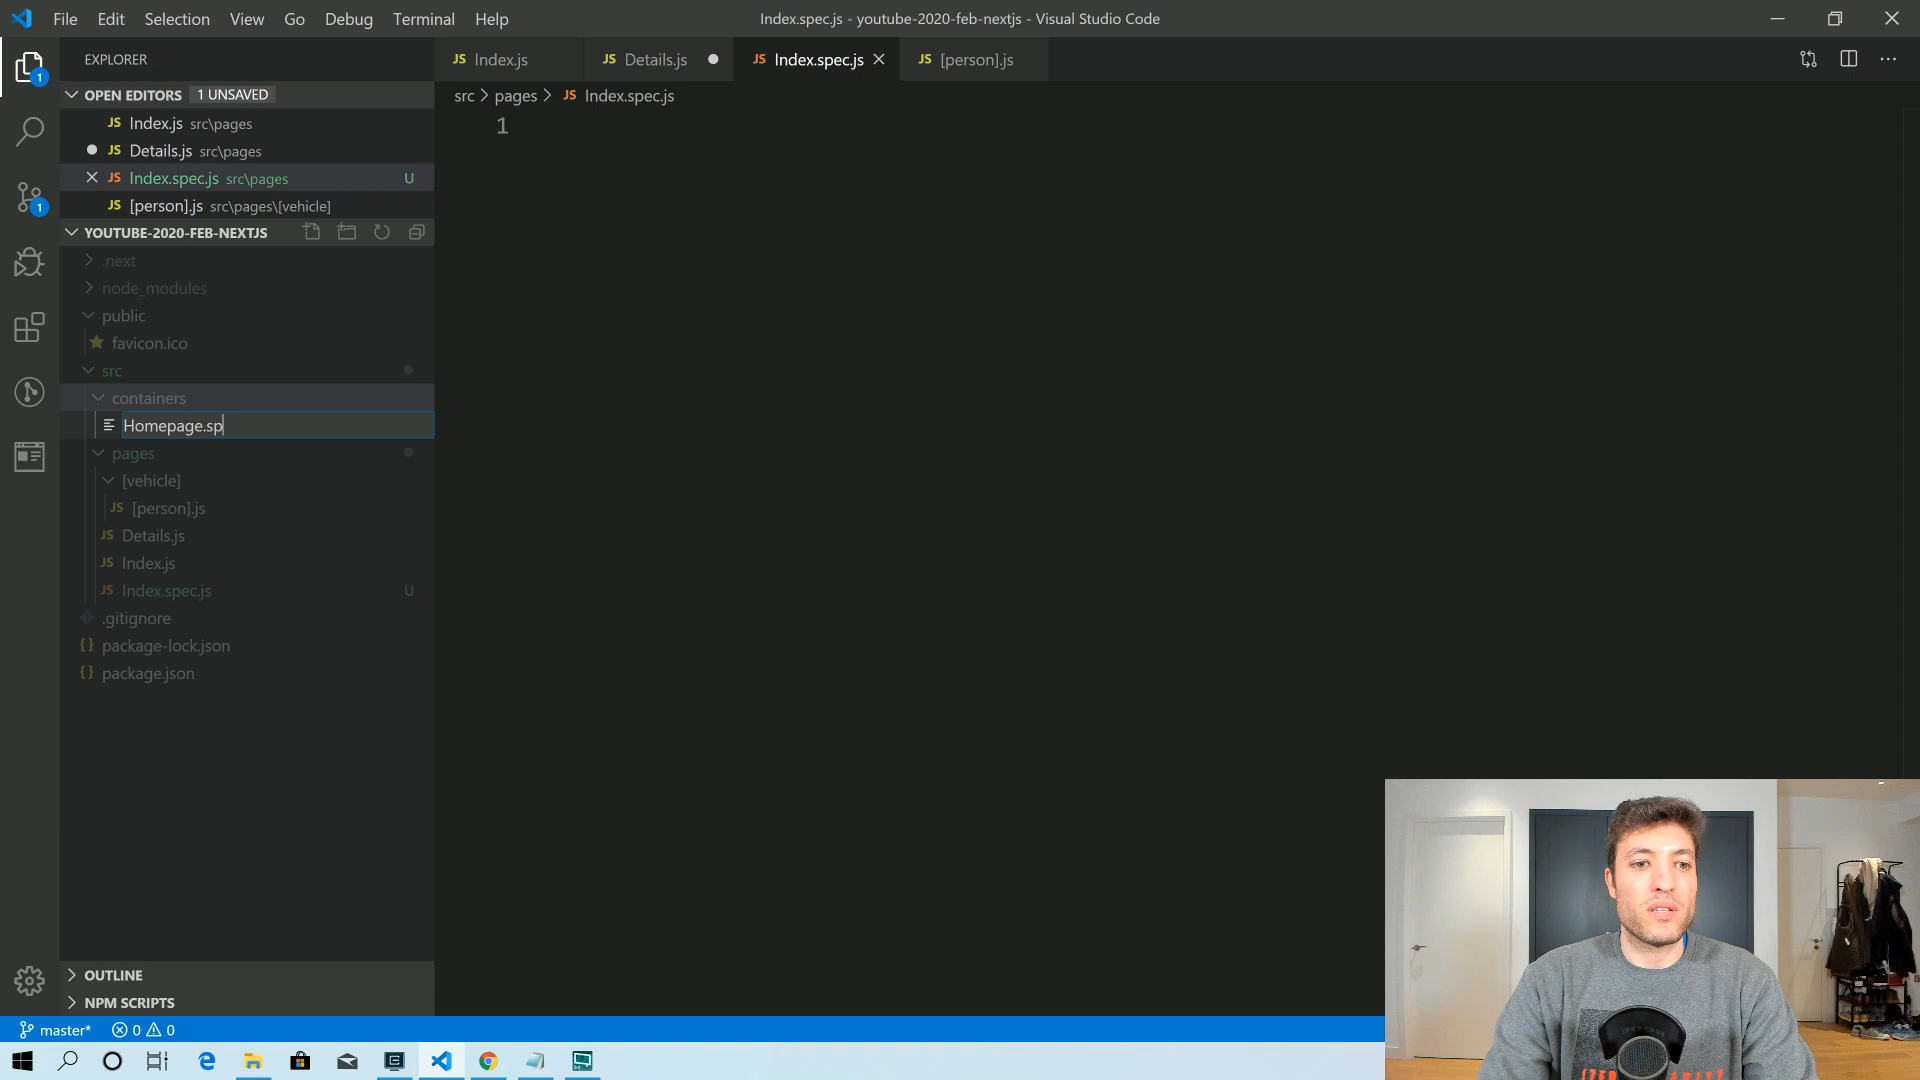 File Edit Selection View Go Debug Terminal Help
Index.spec.js - youtube-2020-feb-nextjs - Visual Studio Code
EXPLORER
JS Index.js
JS Details.js
JS Index.spec.js
JS [person].js
OPEN EDITORS 1 UNSAVED
src > pages > JS Index.spec.js
1
JS Index.js src\pages
JS Details.js src\pages
JS Index.spec.js src\pages U
JS [person].js src\pages\[vehicle]
YOUTUBE-2020-FEB-NEXTJS
.next
node_modules
public
favicon.ico
src
containers
Homepage.sp
pages
[vehicle]
JS [person].js
JS Details.js
JS Index.js
JS Index.spec.js U
.gitignore
{} package-lock.json
{} package.json
1
1
OUTLINE
NPM SCRIPTS
master* 0 0